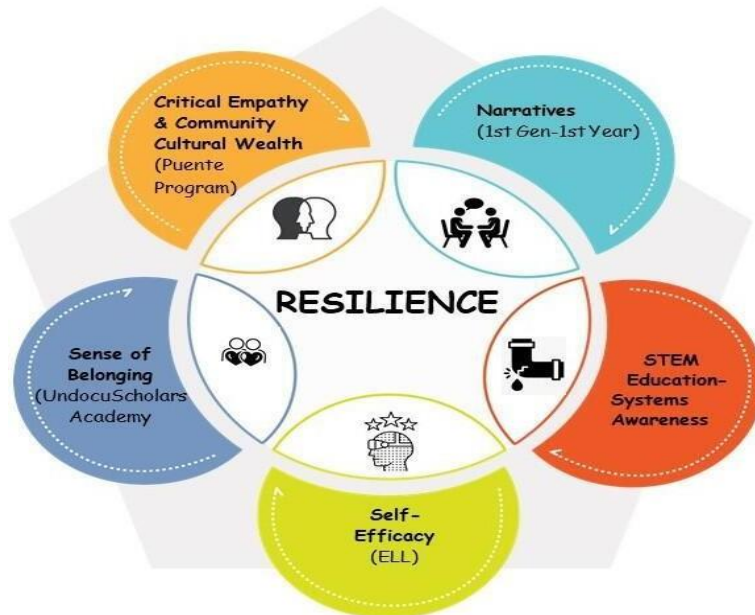 Critical Empathy
& Community
Cultural Wealth
(Puente
Program)
Narratives
(1st Gen-1st Year)
RESILIENCE
Sense of
Belonging
(UndocuScholars
Academy
STEM
Education-
Systems
Awareness
Self-
Efficacy
(ELL)